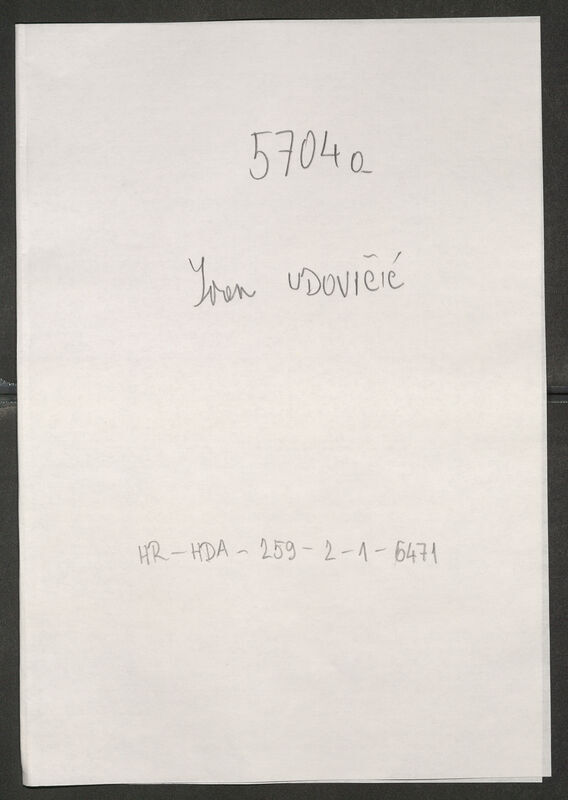 5704a
Ivan UDOVIČIĆ
HR-HDA-259-2-1-6471